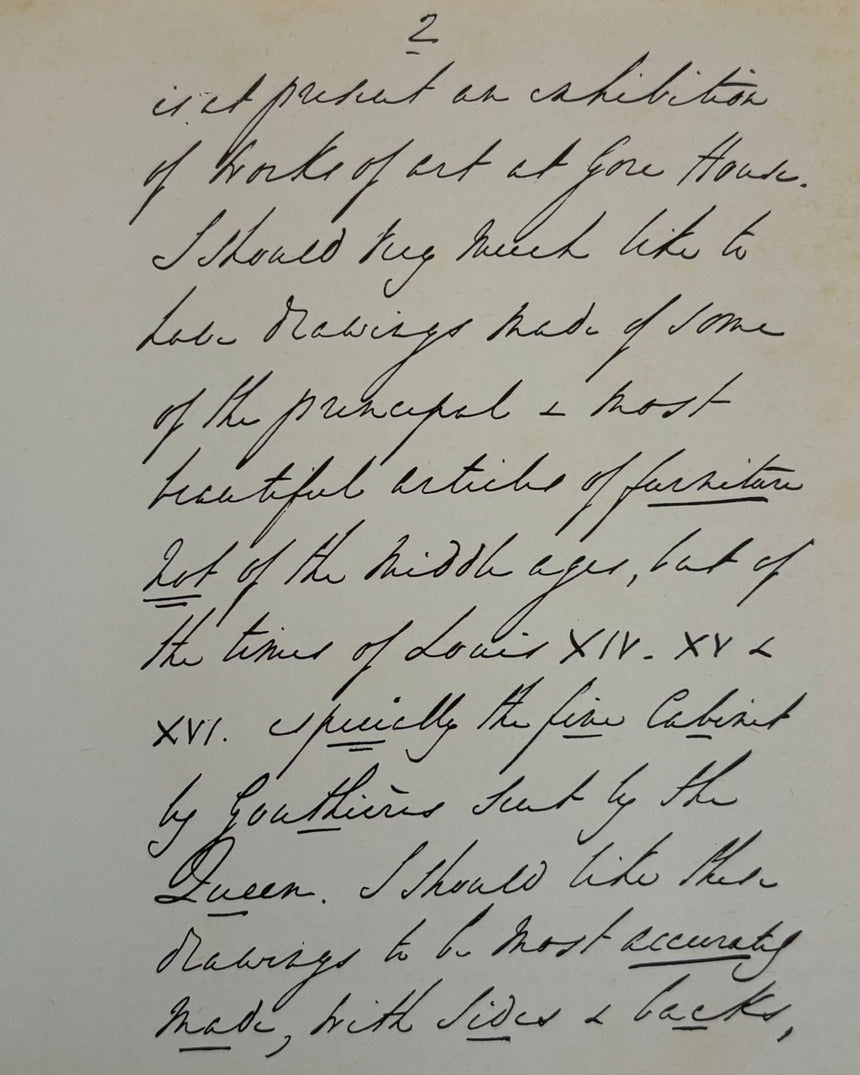 2
is at present an exhibition
of works of art at Gore House.
I should very much like to
have drawings made of some
of the principal & most
beautiful articles of furniture
not of the Middle ages, but of
the times of Louis XIV. XV &
XVI. especially the fine Cabinet
by Gouthières sent by the
Queen. I should like these
drawings to be most accurately
made, with sides & backs,